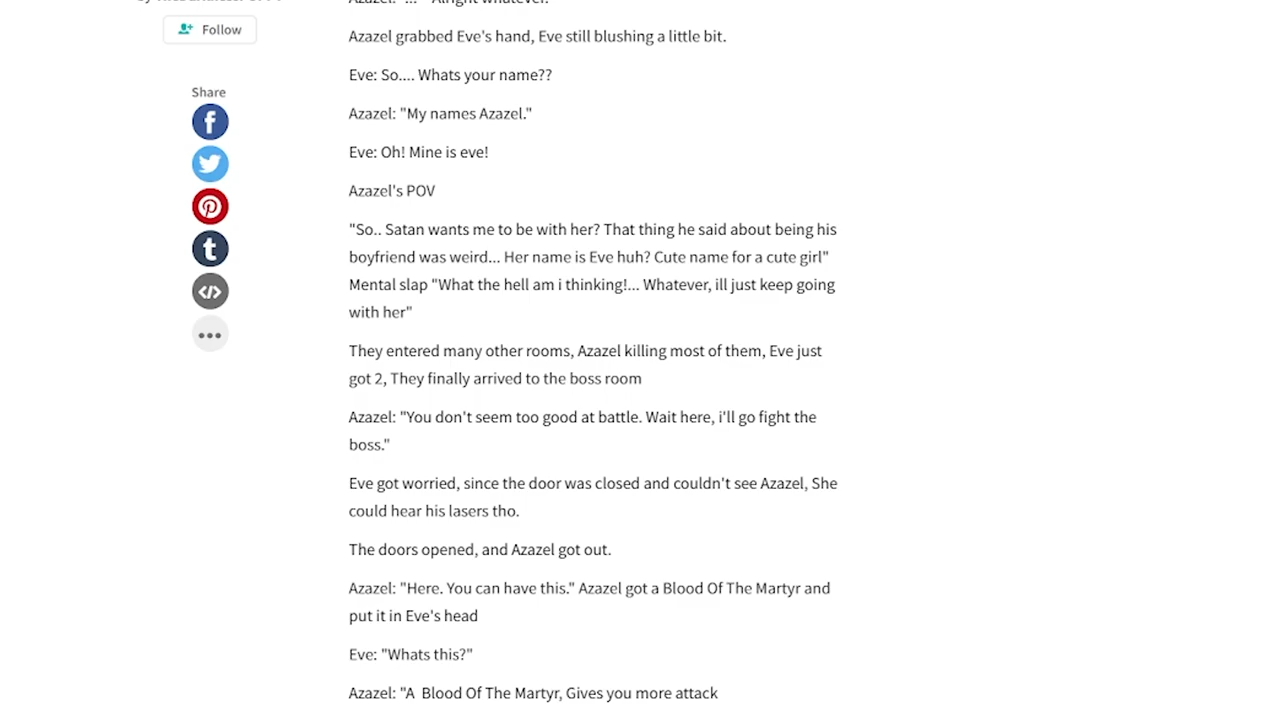 Follow
Share
Azazel: "..." "Alright whatever."
Azazel grabbed Eve's hand, Eve still blushing a little bit.
Eve: So.... Whats your name??
Azazel: "My names Azazel."
Eve: Oh! Mine is eve!
Azazel's POV
"So.. Satan wants me to be with her? That thing he said about being his
boyfriend was weird... Her name is Eve huh? Cute name for a cute girl"
Mental slap "What the hell am i thinking!... Whatever, ill just keep going
with her"
They entered many other rooms, Azazel killing most of them, Eve just
got 2, They finally arrived to the boss room
Azazel: "You don't seem too good at battle. Wait here, i'll go fight the
boss."
Eve got worried, since the door was closed and couldn't see Azazel, She
could hear his lasers tho.
The doors opened, and Azazel got out.
Azazel: "Here. You can have this." Azazel got a Blood Of The Martyr and
put it in Eve's head
Eve: "Whats this?"
Azazel: "A Blood Of The Martyr, Gives you more attack